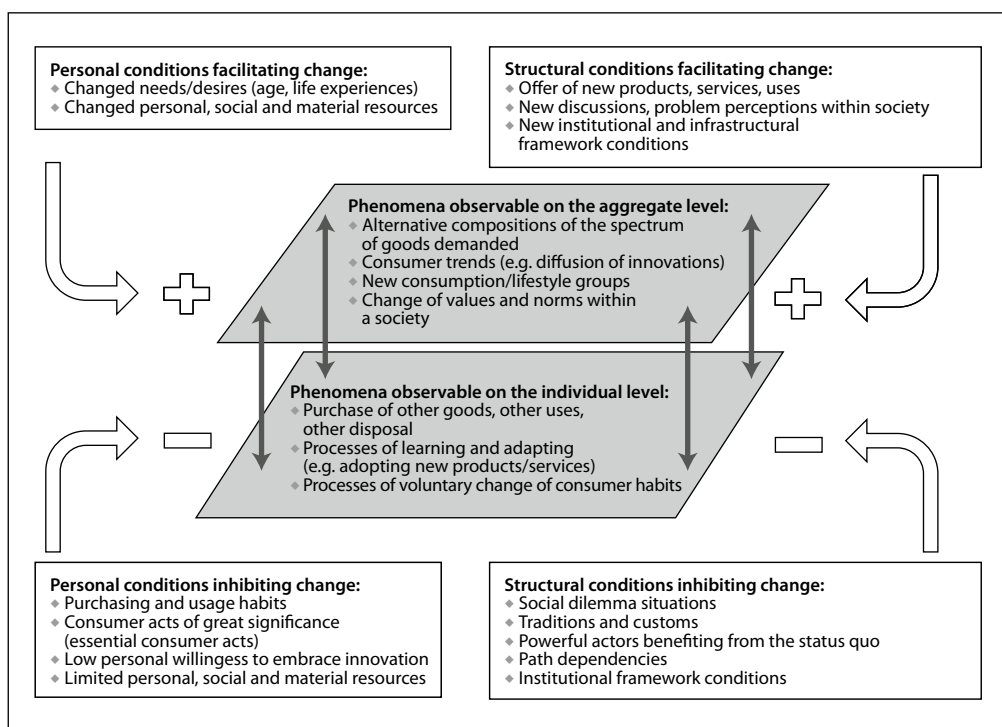 Personal conditions facilitating change:
◆ Changed needs/desires (age, life experiences)
◆ Changed personal, social and material resources
Structural conditions facilitating change:
◆ Offer of new products, services, uses
◆ New discussions, problem perceptions within society
◆ New institutional and infrastructural
framework conditions
Phenomena observable on the aggregate level:
◆ Alternative compositions of the spectrum
of goods demanded
◆ Consumer trends (e.g. diffusion of innovations)
◆ New consumption/lifestyle groups
◆ Change of values and norms within
a society
Phenomena observable on the individual level:
◆ Purchase of other goods, other uses,
other disposal
◆ Processes of learning and adapting
(e.g. adopting new products/services)
◆ Processes of voluntary change of consumer habits
Personal conditions inhibiting change:
◆ Purchasing and usage habits
◆ Consumer acts of great significance
(essential consumer acts)
◆ Low personal willingess to embrace innovation
◆ Limited personal, social and material resources
Structural conditions inhibiting change:
◆ Social dilemma situations
◆ Traditions and customs
◆ Powerful actors benefiting from the status quo
◆ Path dependencies
◆ Institutional framework conditions